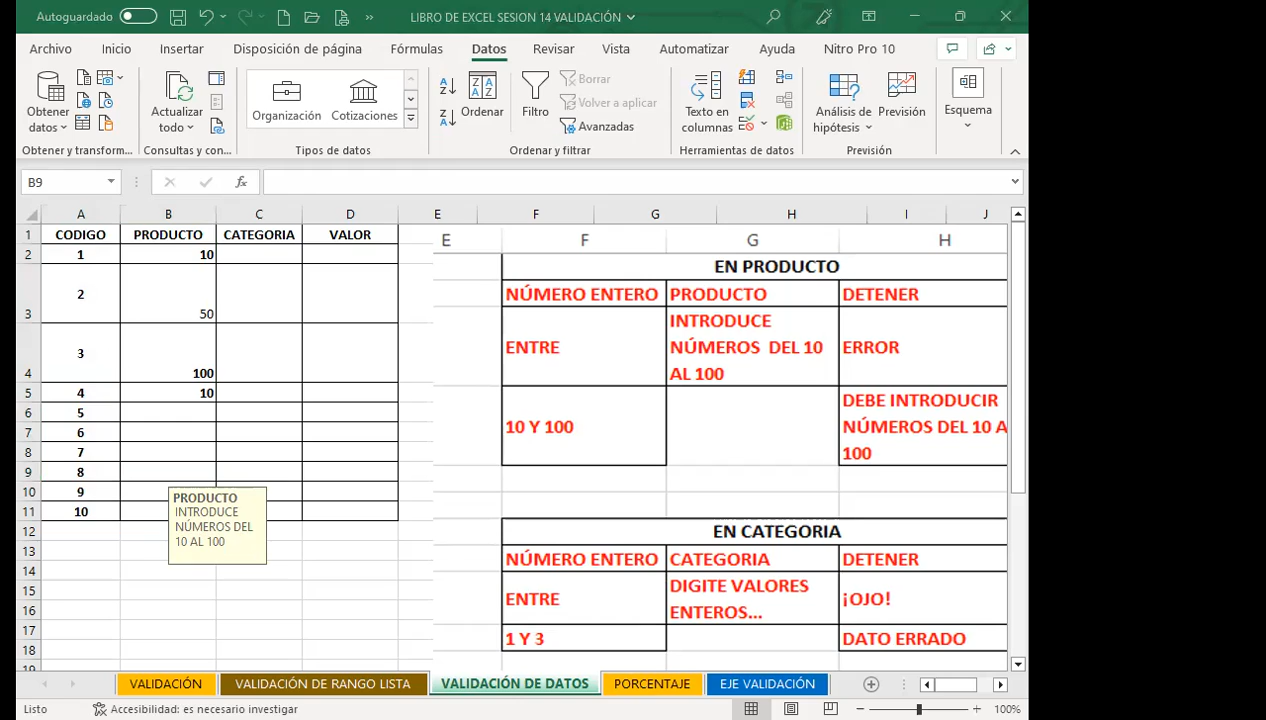 Autoguardado
LIBRO DE EXCEL SESION 14 VALIDACIÓN
Archivo Inicio Insertar Disposición de página Fórmulas Datos Revisar Vista Automatizar Ayuda Nitro Pro 10
Obtener datos
Actualizar todo
Organización Cotizaciones
Ordenar
Filtro
Borrar
Volver a aplicar
Avanzadas
Texto en columnas
Análisis de hipótesis
Previsión
Esquema
Obtener y transform... Consultas y con... Tipos de datos Ordenar y filtrar Herramientas de datos Previsión
B9 fx
A B C D E F G H I J
1 CODIGO PRODUCTO CATEGORIA VALOR
2 1 10
3 2 50
4 3 100
5 4 10
6 5
7 6
8 7
9 8
10 9
11 10
12
13
14
15
16
17
18
19
PRODUCTO
INTRODUCE
NÚMEROS DEL
10 AL 100
E F G H
EN PRODUCTO
NÚMERO ENTERO PRODUCTO DETENER
ENTRE
INTRODUCE
NÚMEROS DEL 10
AL 100
ERROR
10 Y 100
DEBE INTRODUCIR
NÚMEROS DEL 10 A
100
EN CATEGORIA
NÚMERO ENTERO CATEGORIA DETENER
ENTRE
DIGITE VALORES
ENTEROS...
¡OJO!
1 Y 3 DATO ERRADO
VALIDACIÓN VALIDACIÓN DE RANGO LISTA VALIDACIÓN DE DATOS PORCENTAJE EJE VALIDACIÓN
Listo Accesibilidad: es necesario investigar 100%